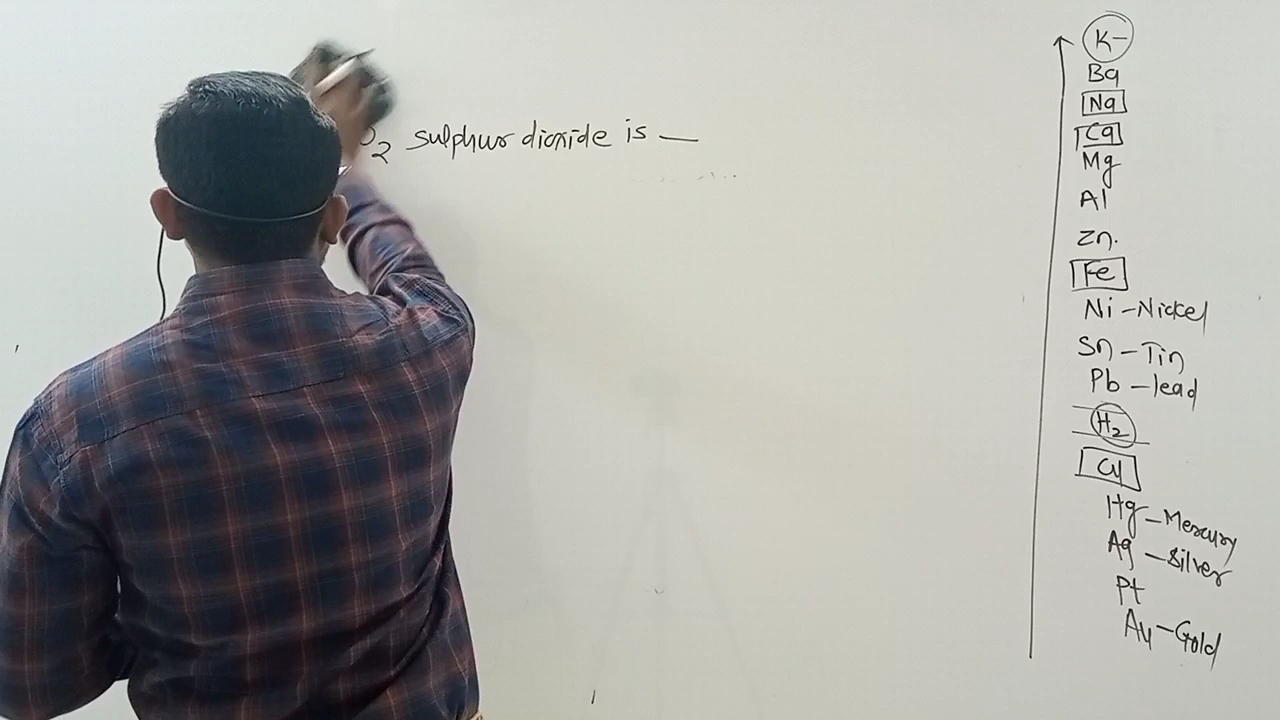 O2 sulphur dioxide is —
K-
Ba
Na
Ca
Mg
Al
Zn.
Fe
Ni - Nickel
Sn - Tin
Pb - lead
H2
Cu
Hg - Mercury
Ag - Silver
Pt
Au - Gold